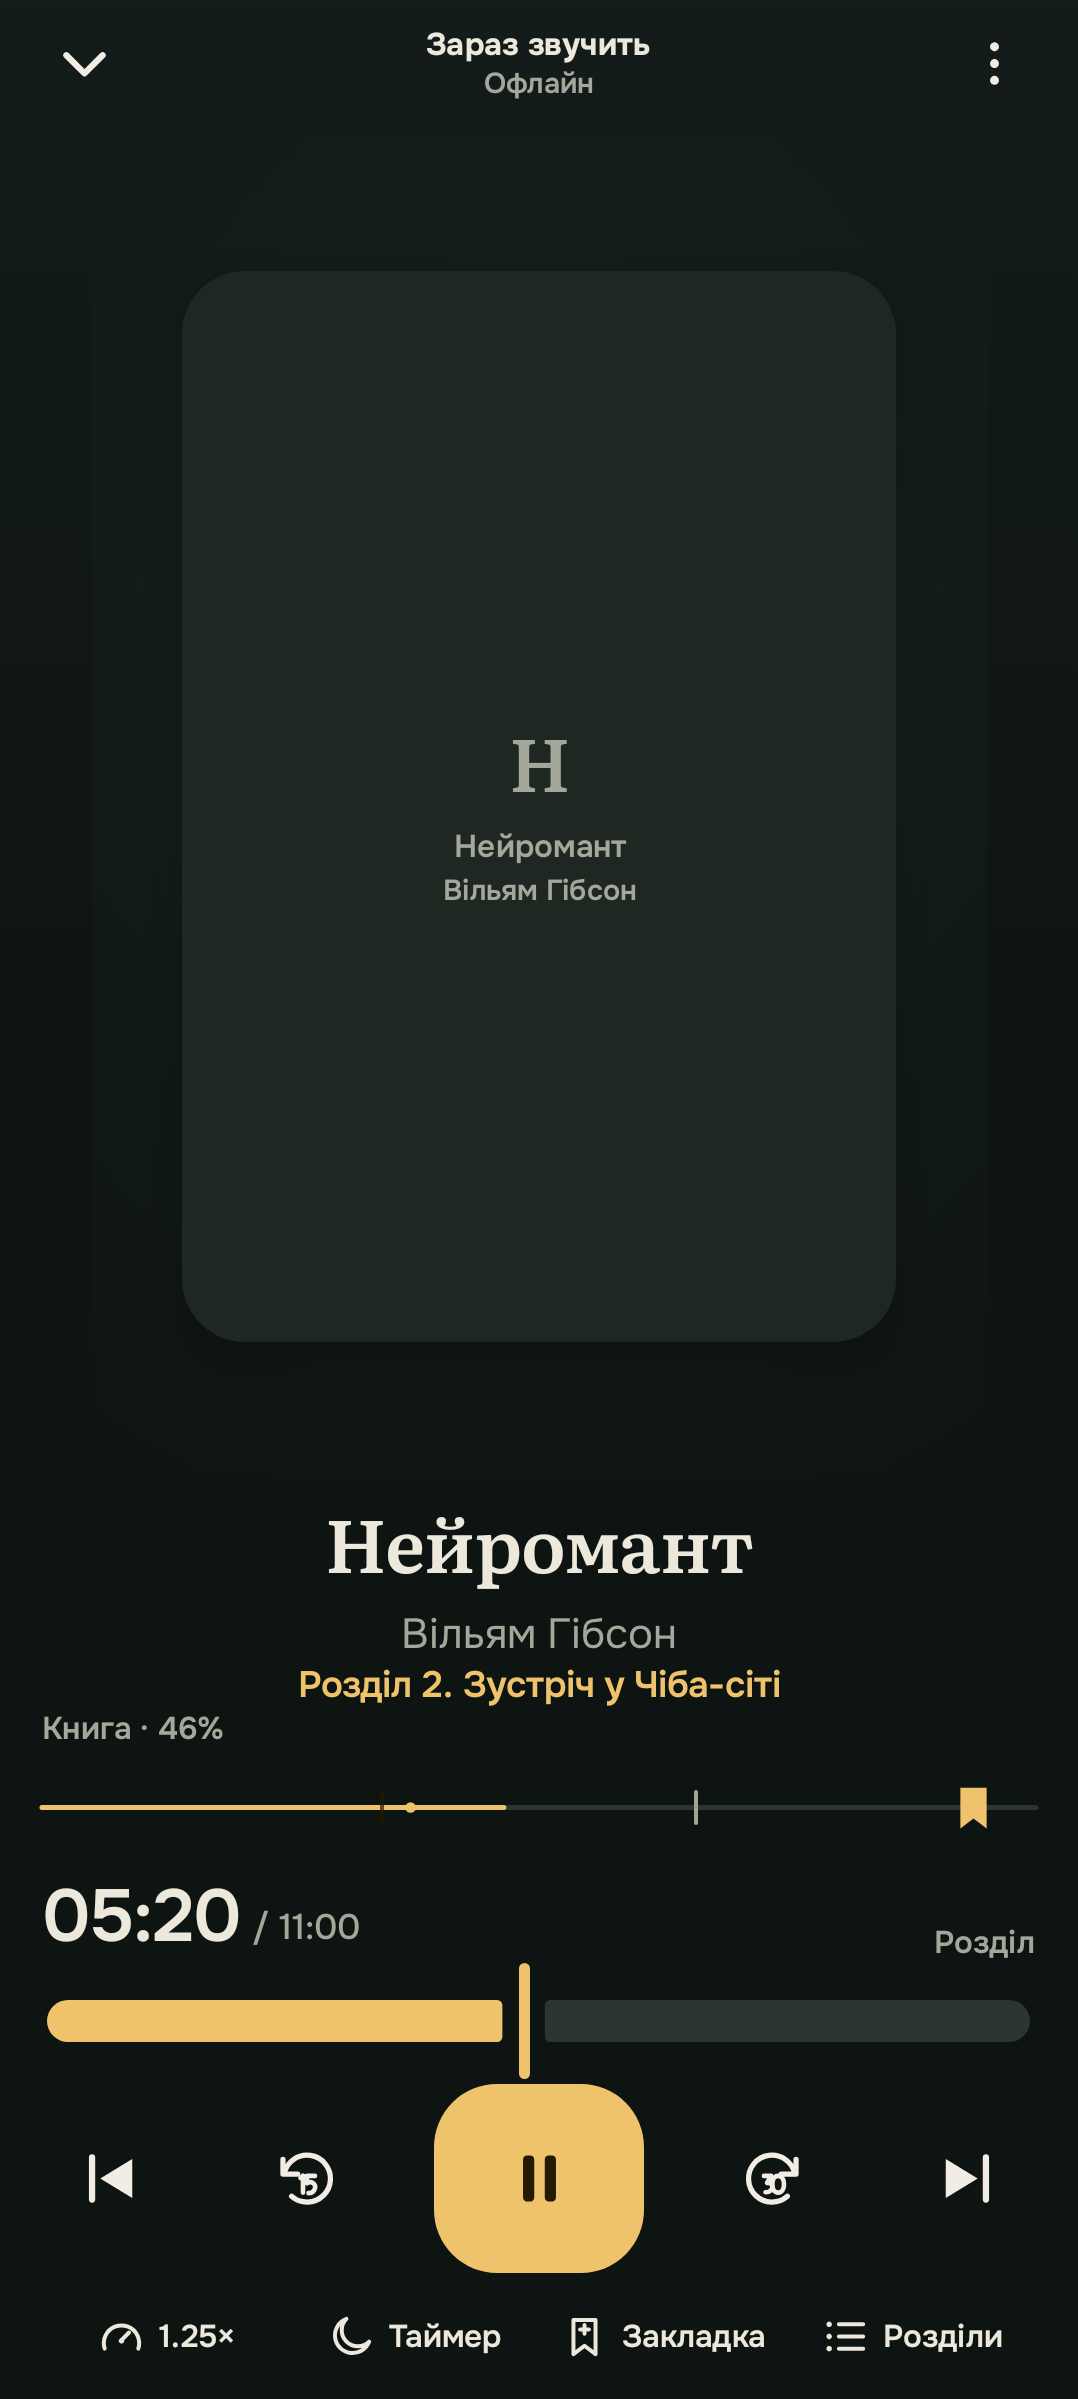 Зараз звучить
Офлайн
Н
Нейромант
Вільям Гібсон
Нейромант
Вільям Гібсон
Розділ 2. Зустріч у Чіба-сіті
Книга · 46%
05:20 / 11:00
Розділ
15
30
1.25×
Таймер
Закладка
Розділи